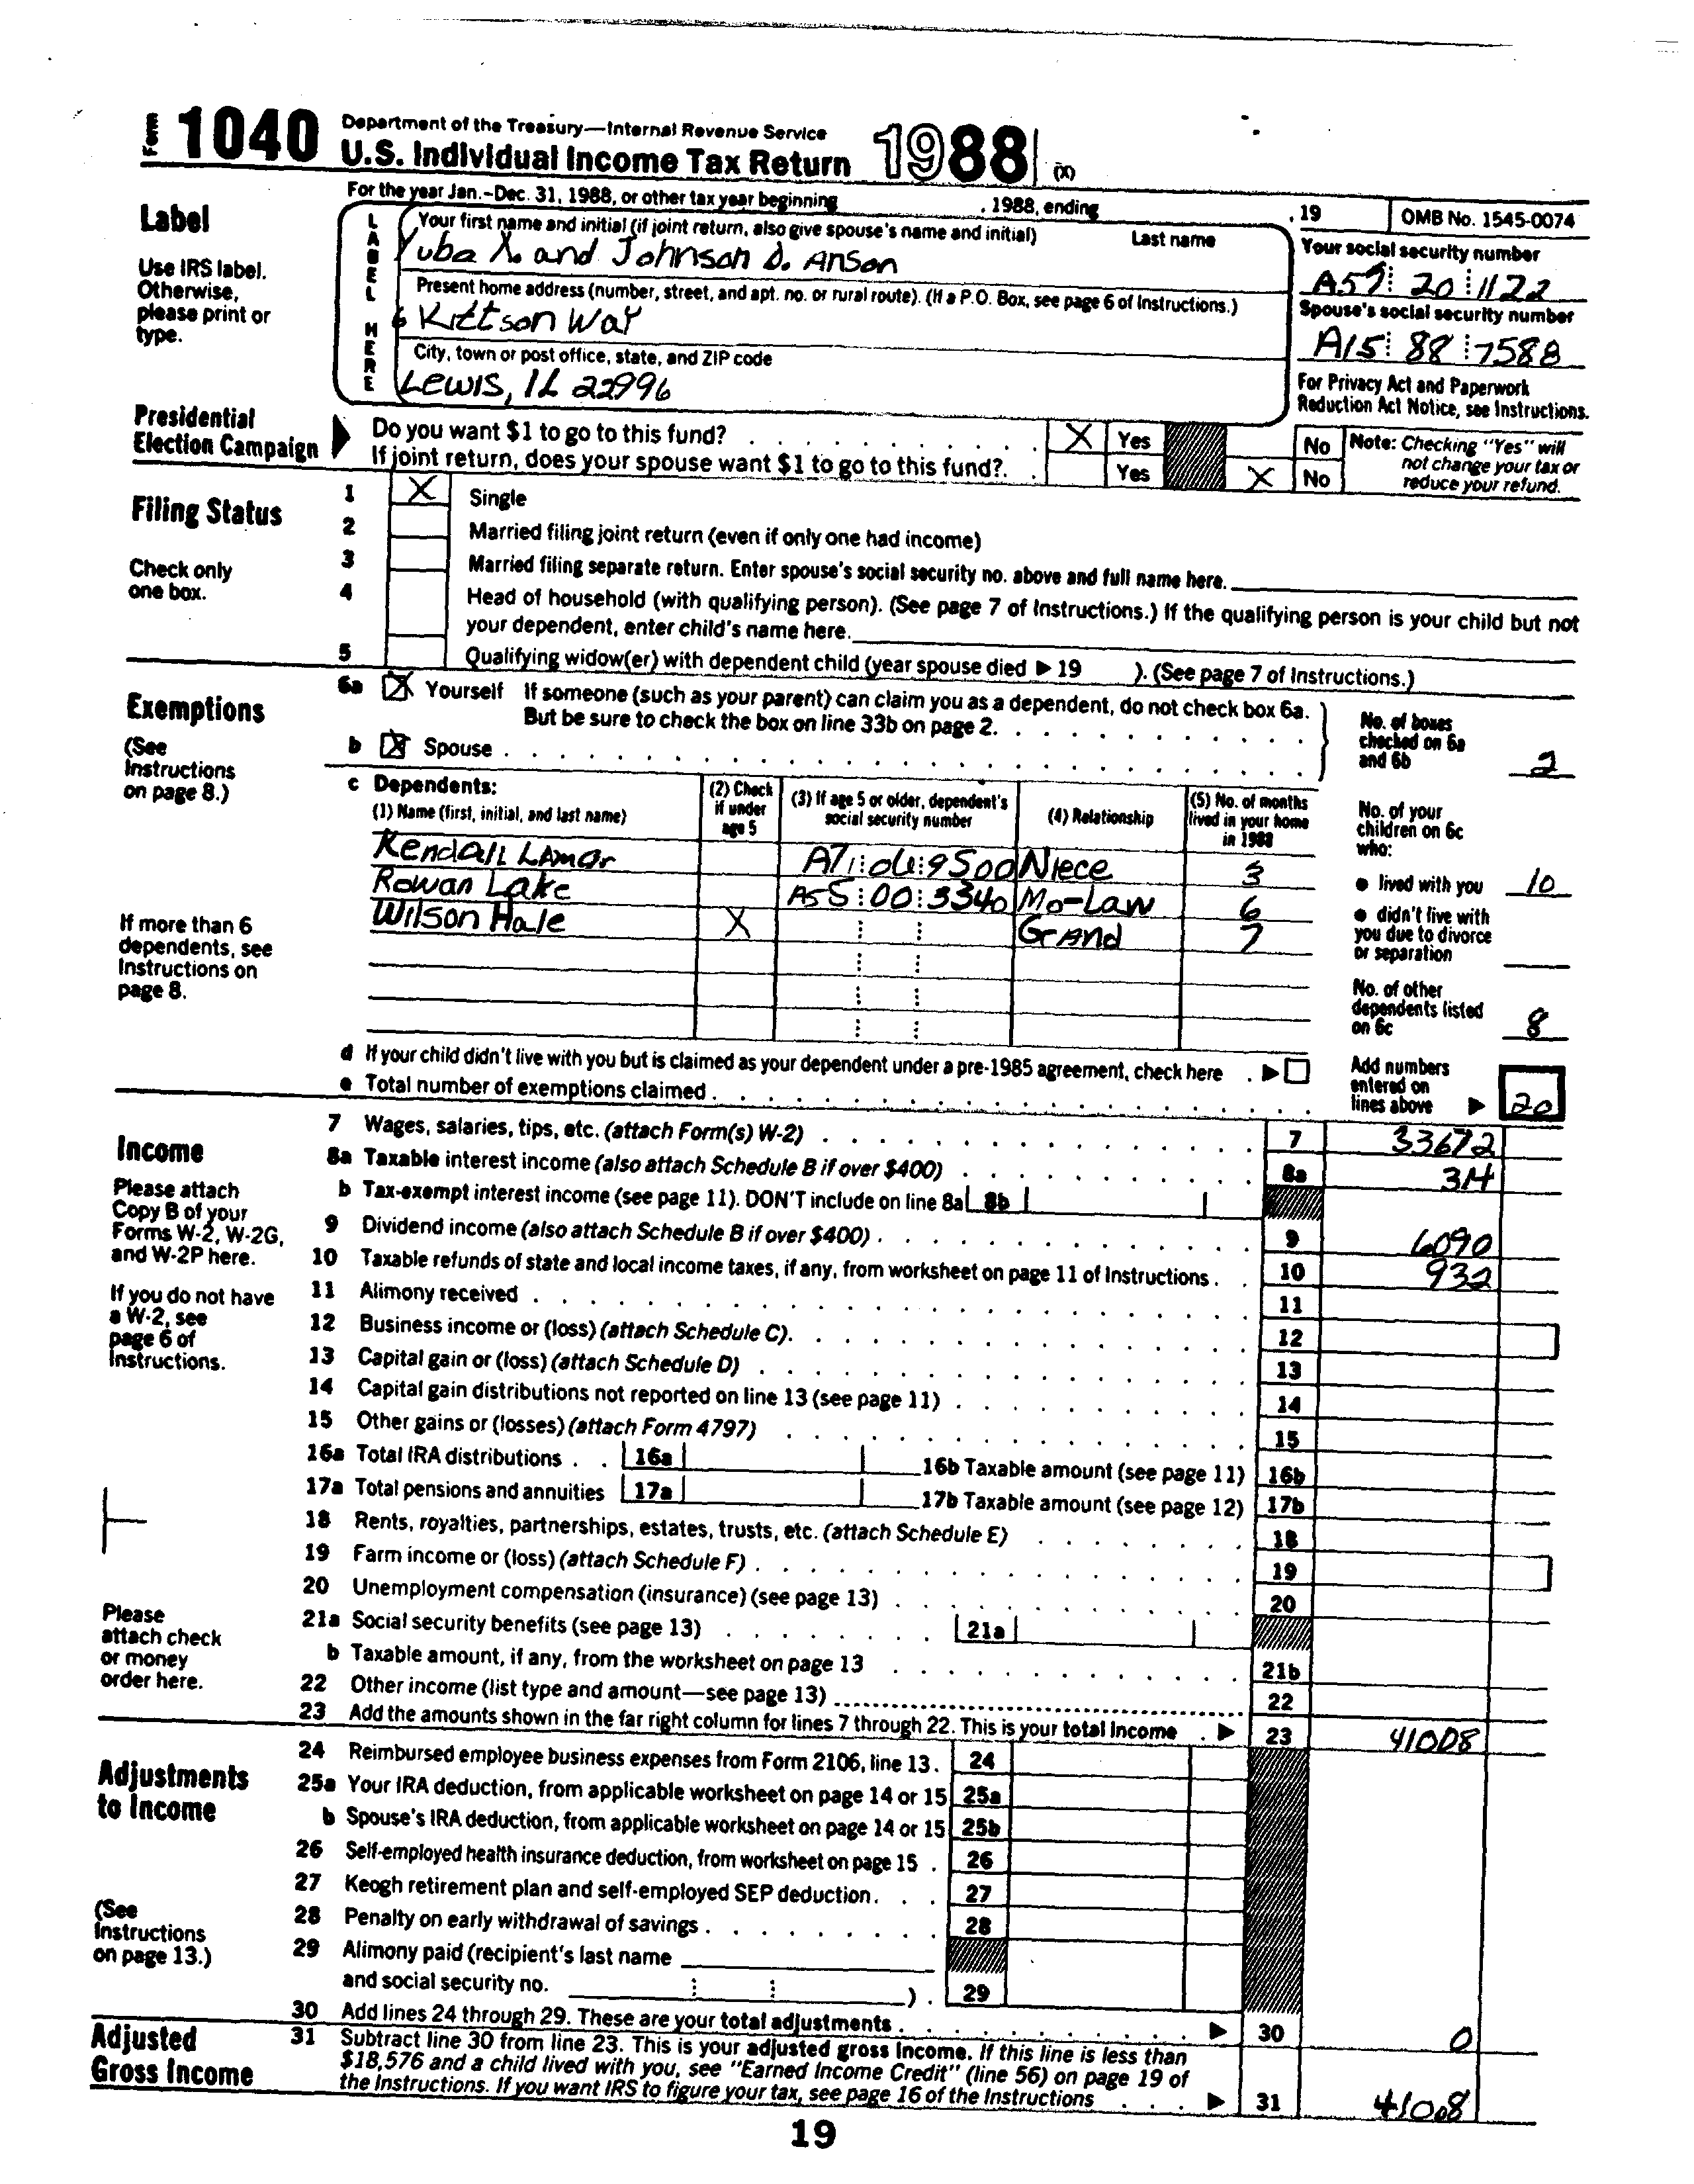 Form 1040 Department of the Treasury—Internal Revenue Service
U.S. Individual Income Tax Return 1988 (X)
For the year Jan.-Dec. 31, 1988, or other tax year beginning , 1988, ending , 19 OMB No. 1545-0074
Label
Use IRS label. Otherwise, please print or type.
LABEL HERE
Your first name and initial (if joint return, also give spouse's name and initial) Last name
Yuba X. and Johnson D. Anson
Your social security number
A59 20 1122
Present home address (number, street, and apt. no. or rural route). (If a P.O. Box, see page 6 of Instructions.)
6 Kittson Way
Spouse's social security number
A15 88 7588
City, town or post office, state, and ZIP code
Lewis, IL 22996
For Privacy Act and Paperwork Reduction Act Notice, see Instructions.
Presidential Election Campaign
Do you want $1 to go to this fund? X Yes No
If joint return, does your spouse want $1 to go to this fund?. Yes X No
Note: Checking "Yes" will not change your tax or reduce your refund.
Filing Status
Check only one box.
1 X Single
2 Married filing joint return (even if only one had income)
3 Married filing separate return. Enter spouse's social security no. above and full name here.
4 Head of household (with qualifying person). (See page 7 of Instructions.) If the qualifying person is your child but not
your dependent, enter child's name here.
5 Qualifying widow(er) with dependent child (year spouse died ▶ 19 ). (See page 7 of Instructions.)
Exemptions
(See Instructions on page 8.)
6a X Yourself If someone (such as your parent) can claim you as a dependent, do not check box 6a.
But be sure to check the box on line 33b on page 2.
b X Spouse
No. of boxes checked on 6a and 6b 2
c Dependents:
(1) Name (first, initial, and last name) (2) Check if under age 5 (3) If age 5 or older, dependent's social security number (4) Relationship (5) No. of months lived in your home in 1988
Kendall Lamar Niece 3
Rowan Lake A55 : 00 : 3340 Mo-Law 6
Wilson Hale X Grand 7
If more than 6 dependents, see Instructions on page 8.
No. of your children on 6c who:
● lived with you 10
● didn't live with you due to divorce or separation
No. of other dependents listed on 6c 8
d If your child didn't live with you but is claimed as your dependent under a pre-1985 agreement, check here . ▶
e Total number of exemptions claimed
Add numbers entered on lines above ▶ 20
Income
Please attach Copy B of your Forms W-2, W-2G, and W-2P here.
If you do not have a W-2, see page 6 of Instructions.
Please attach check or money order here.
7 Wages, salaries, tips, etc. (attach Form(s) W-2) 7 33672
8a Taxable interest income (also attach Schedule B if over $400) 8a 314
b Tax-exempt interest income (see page 11). DON'T include on line 8a 8b
9 Dividend income (also attach Schedule B if over $400) 9 6090
10 Taxable refunds of state and local income taxes, if any, from worksheet on page 11 of Instructions . 10 932
11 Alimony received 11
12 Business income or (loss) (attach Schedule C). 12
13 Capital gain or (loss) (attach Schedule D) 13
14 Capital gain distributions not reported on line 13 (see page 11) 14
15 Other gains or (losses) (attach Form 4797) 15
16a Total IRA distributions 16a 16b Taxable amount (see page 11) 16b
17a Total pensions and annuities 17a 17b Taxable amount (see page 12) 17b
18 Rents, royalties, partnerships, estates, trusts, etc. (attach Schedule E) 18
19 Farm income or (loss) (attach Schedule F) 19
20 Unemployment compensation (insurance) (see page 13) 20
21a Social security benefits (see page 13) 21a
b Taxable amount, if any, from the worksheet on page 13 21b
22 Other income (list type and amount—see page 13) 22
23 Add the amounts shown in the far right column for lines 7 through 22. This is your total income . ▶ 23 41008
Adjustments to Income
(See Instructions on page 13.)
24 Reimbursed employee business expenses from Form 2106, line 13. 24
25a Your IRA deduction, from applicable worksheet on page 14 or 15 25a
b Spouse's IRA deduction, from applicable worksheet on page 14 or 15 25b
26 Self-employed health insurance deduction, from worksheet on page 15 . 26
27 Keogh retirement plan and self-employed SEP deduction. 27
28 Penalty on early withdrawal of savings 28
29 Alimony paid (recipient's last name
and social security no. ) . 29
30 Add lines 24 through 29. These are your total adjustments ▶ 30 0
Adjusted Gross Income
31 Subtract line 30 from line 23. This is your adjusted gross income. If this line is less than
$18,576 and a child lived with you, see "Earned Income Credit" (line 56) on page 19 of
the Instructions. If you want IRS to figure your tax, see page 16 of the Instructions ▶ 31 41008
19